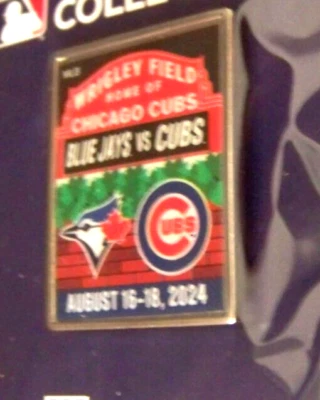 COLLE
WRIGLEY FIELD
HOME OF
CHICAGO CUBS
BLUE JAYS VS CUBS
CUBS
AUGUST 16-18, 2024